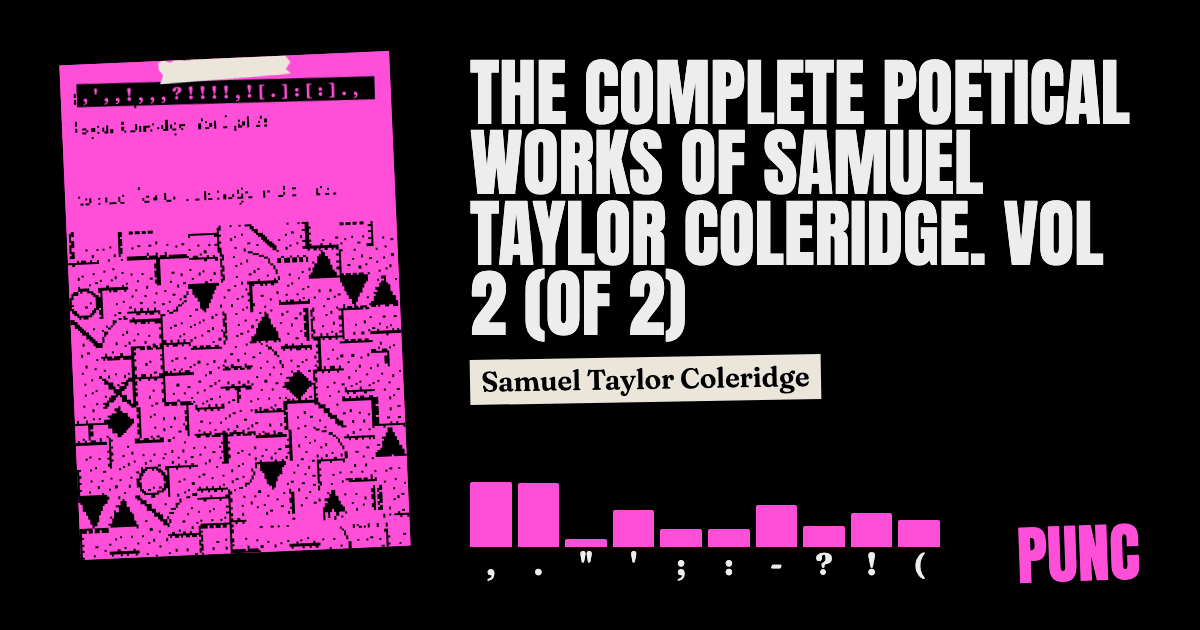 ,',,!,,,?!!!!,![.]:[:].,
THE COMPLETE POETICAL
WORKS OF SAMUEL
TAYLOR COLERIDGE. VOL
2 (OF 2)
Samuel Taylor Coleridge
, . " ' ; : - ? ! (
PUNC